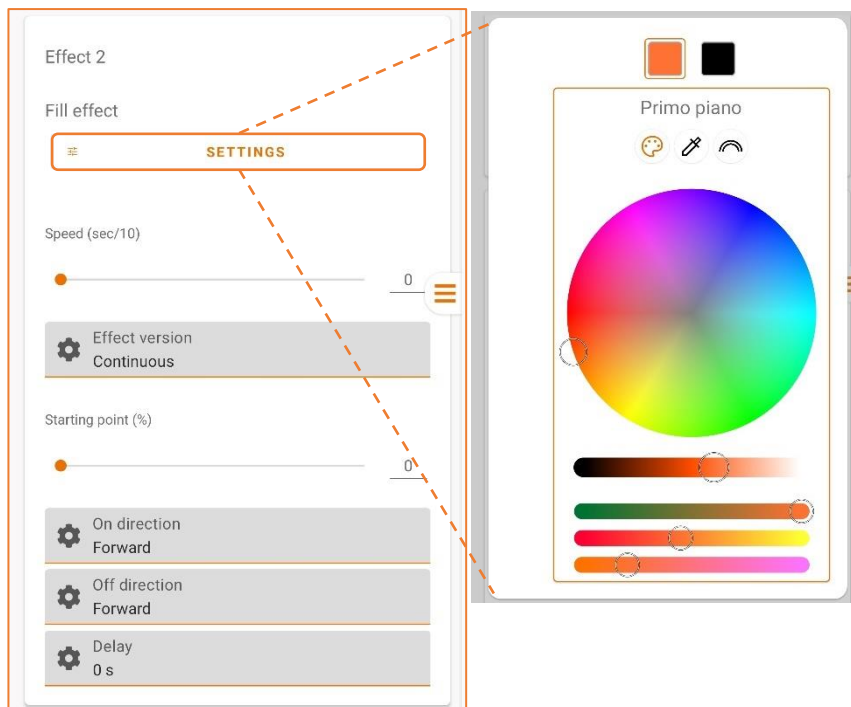 Effect 2
Fill effect
SETTINGS
Speed (sec/10)
0
Effect version
Continuous
Starting point (%)
0
On direction
Forward
Off direction
Forward
Delay
0 s
Primo piano